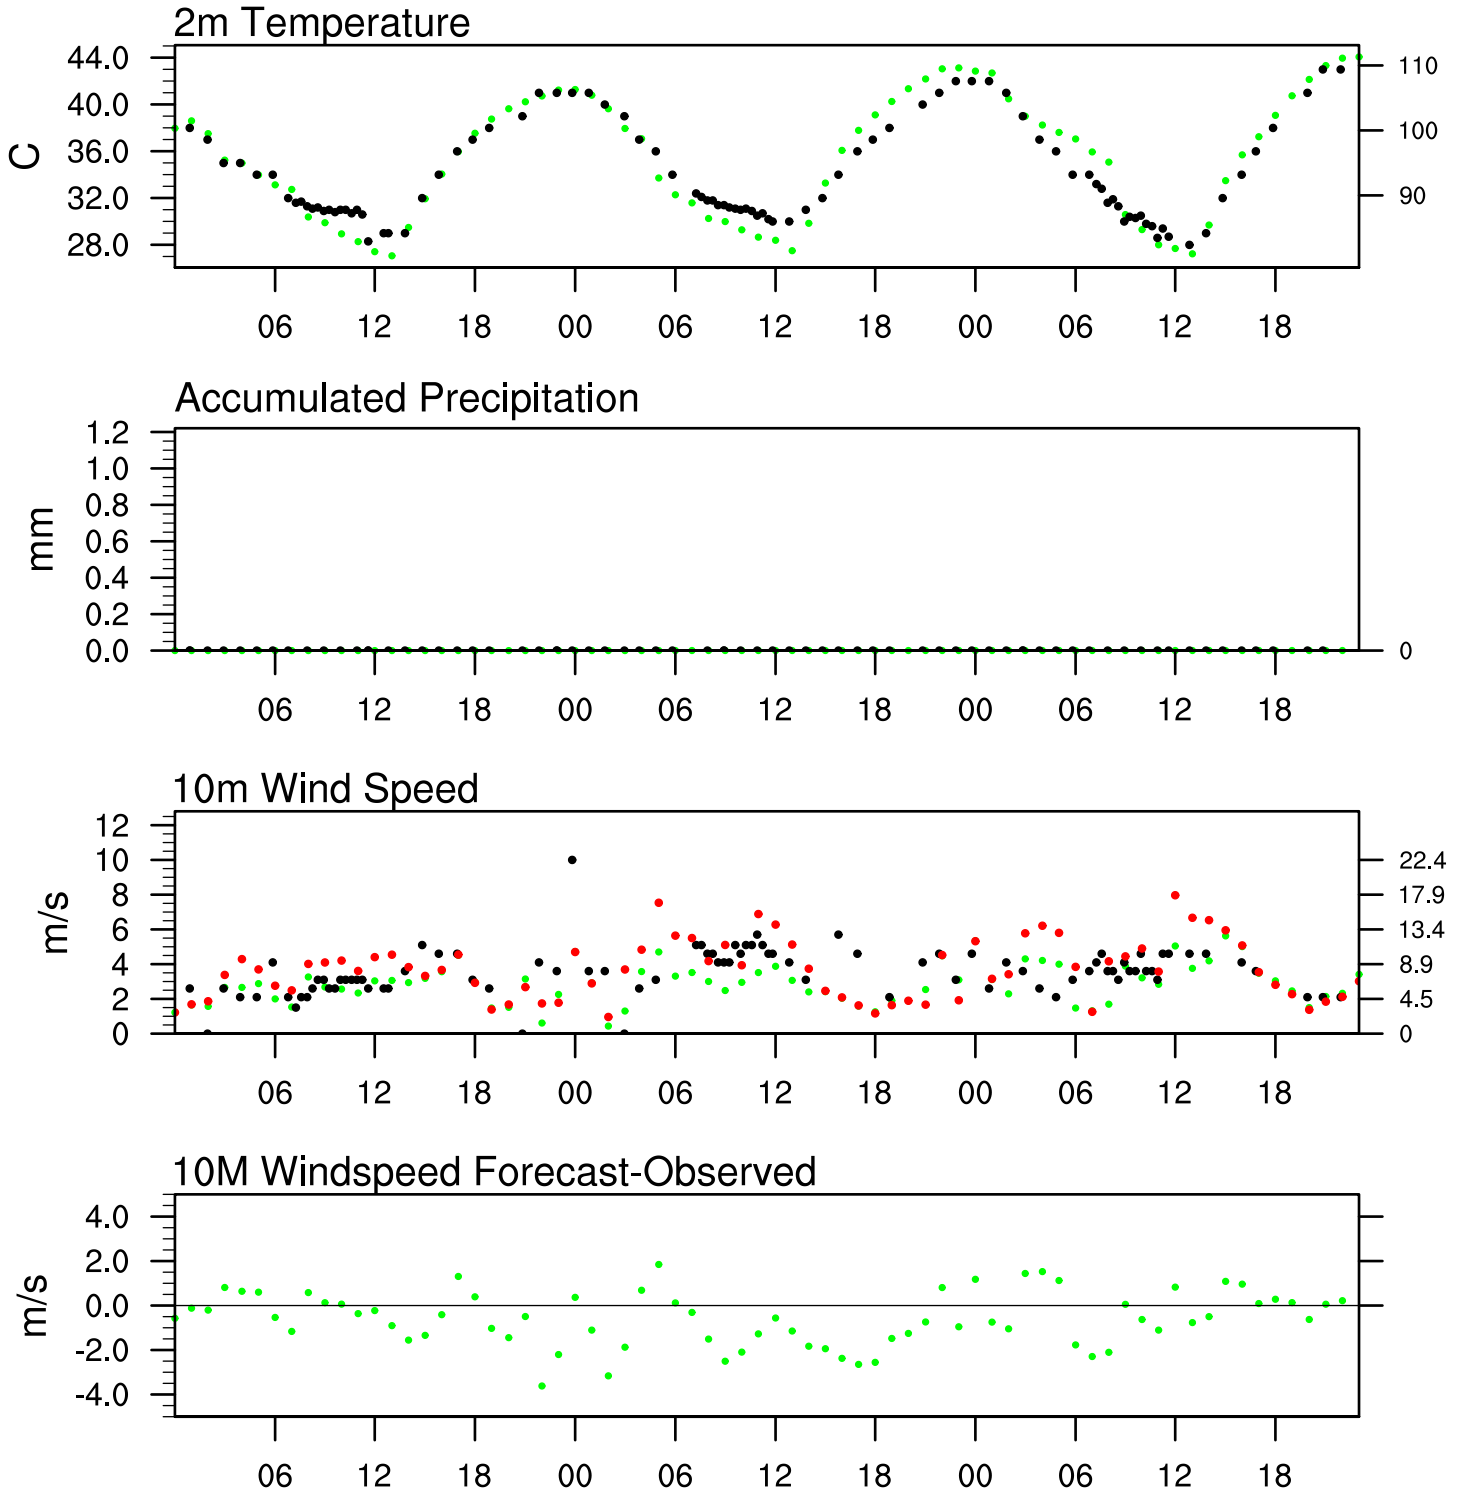 2m Temperature
44.0
40.0
36.0
32.0
28.0
C
110
100
90
06 12 18 00 06 12 18 00 06 12 18
Accumulated Precipitation
1.2
1.0
0.8
0.6
0.4
0.2
0.0
mm
0
06 12 18 00 06 12 18 00 06 12 18
10m Wind Speed
12
10
8
6
4
2
0
m/s
22.4
17.9
13.4
8.9
4.5
0
06 12 18 00 06 12 18 00 06 12 18
10M Windspeed Forecast-Observed
4.0
2.0
0.0
-2.0
-4.0
m/s
06 12 18 00 06 12 18 00 06 12 18